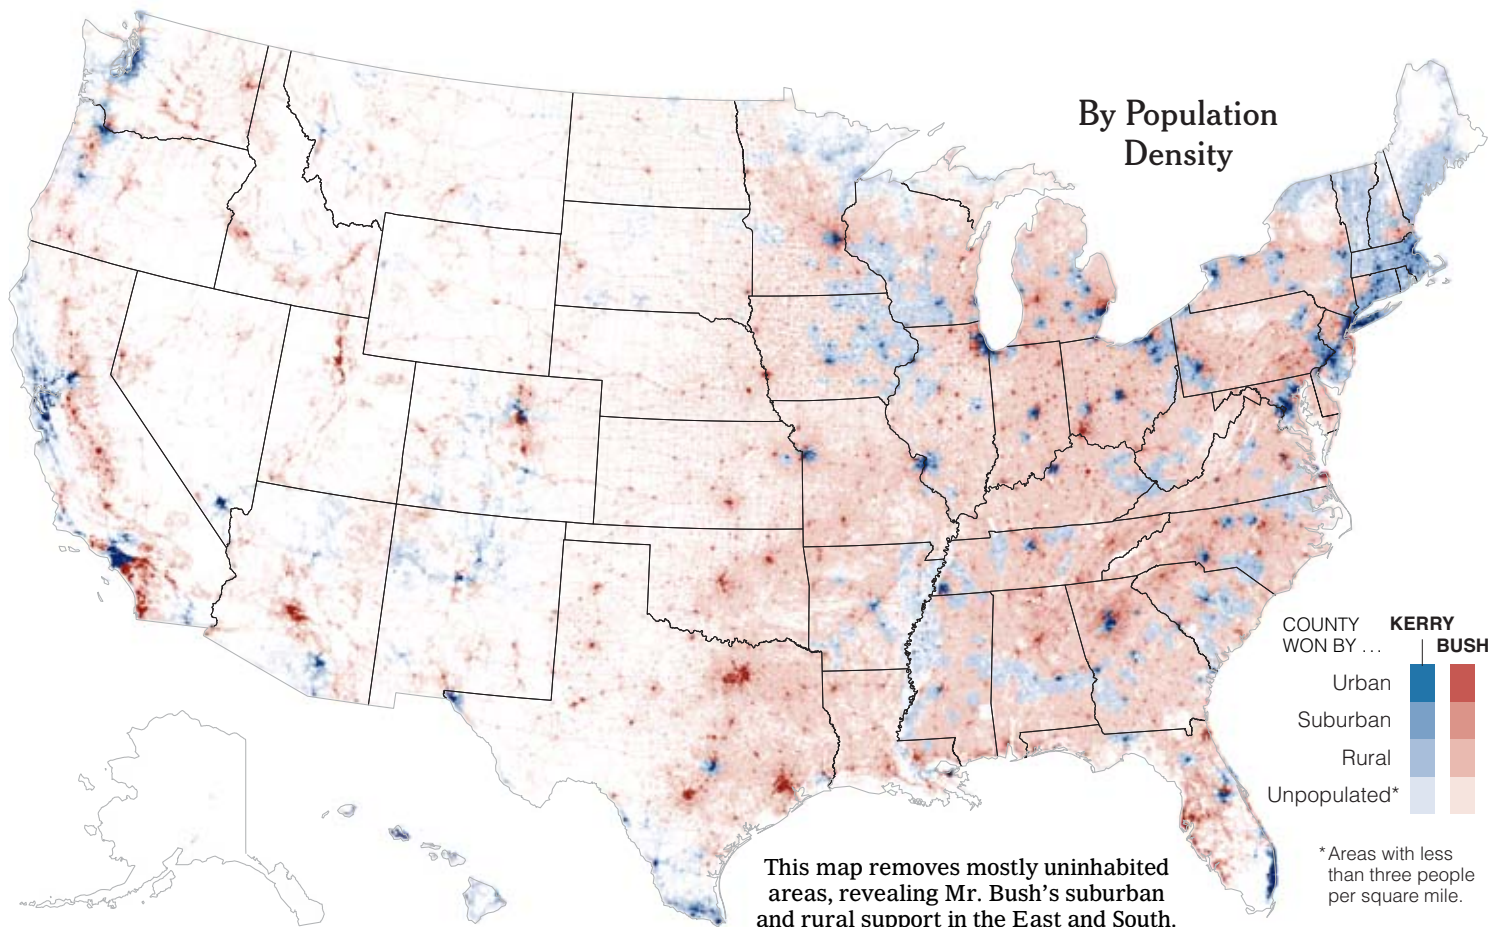 By Population
Density
COUNTY
WON BY ...
KERRY
BUSH
Urban
Suburban
Rural
Unpopulated*
* Areas with less
than three people
per square mile.
This map removes mostly uninhabited
areas, revealing Mr. Bush's suburban
and rural support in the East and South.